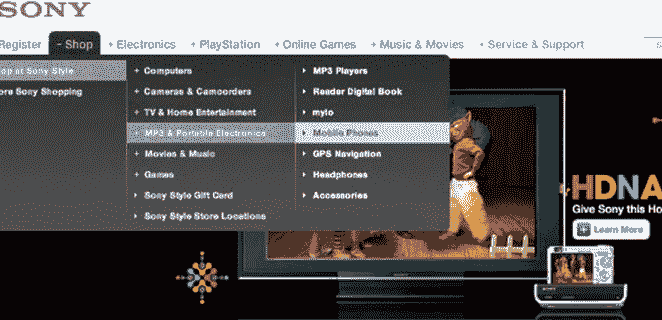 SONY
Register Shop Electronics PlayStation Online Games Music & Movies Service & Support
op at Sony Style Computers MP3 Players
ore Sony Shopping Cameras & Camcorders Reader Digital Book
TV & Home Entertainment mylo
MP3 & Portable Electronics Mobile Phones
Movies & Music GPS Navigation
Games Headphones
Sony Style Gift Card Accessories
Sony Style Store Locations
HDNA
Give Sony this Ho
Learn More